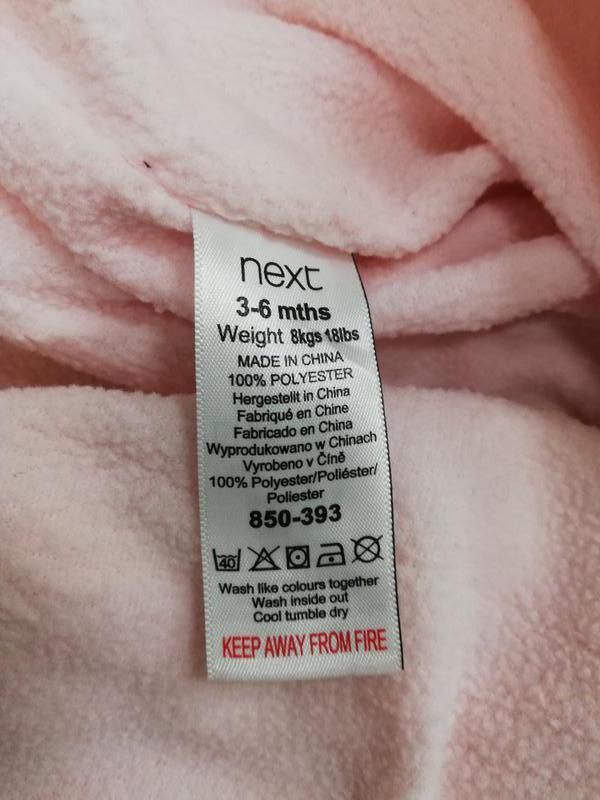 next
3-6 mths
Weight 8kgs 18lbs
MADE IN CHINA
100% POLYESTER
Hergestellt in China
Fabriqué en Chine
Fabricado en China
Wyprodukowano w Chinach
Vyrobeno v Číně
100% Polyester/Poliéster/
Poliester
850-393
40
Wash like colours together
Wash inside out
Cool tumble dry
KEEP AWAY FROM FIRE